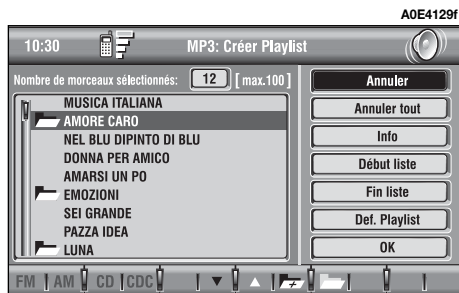 A0E4129f
10:30 MP3: Créer Playlist
Nombre de morceaux sélectionnés: 12 [max.100]
MUSICA ITALIANA
AMORE CARO
NEL BLU DIPINTO DI BLU
DONNA PER AMICO
AMARSI UN PO
EMOZIONI
SEI GRANDE
PAZZA IDEA
LUNA
Annuler
Annuler tout
Info
Début liste
Fin liste
Def. Playlist
OK
FM AM CD CDC